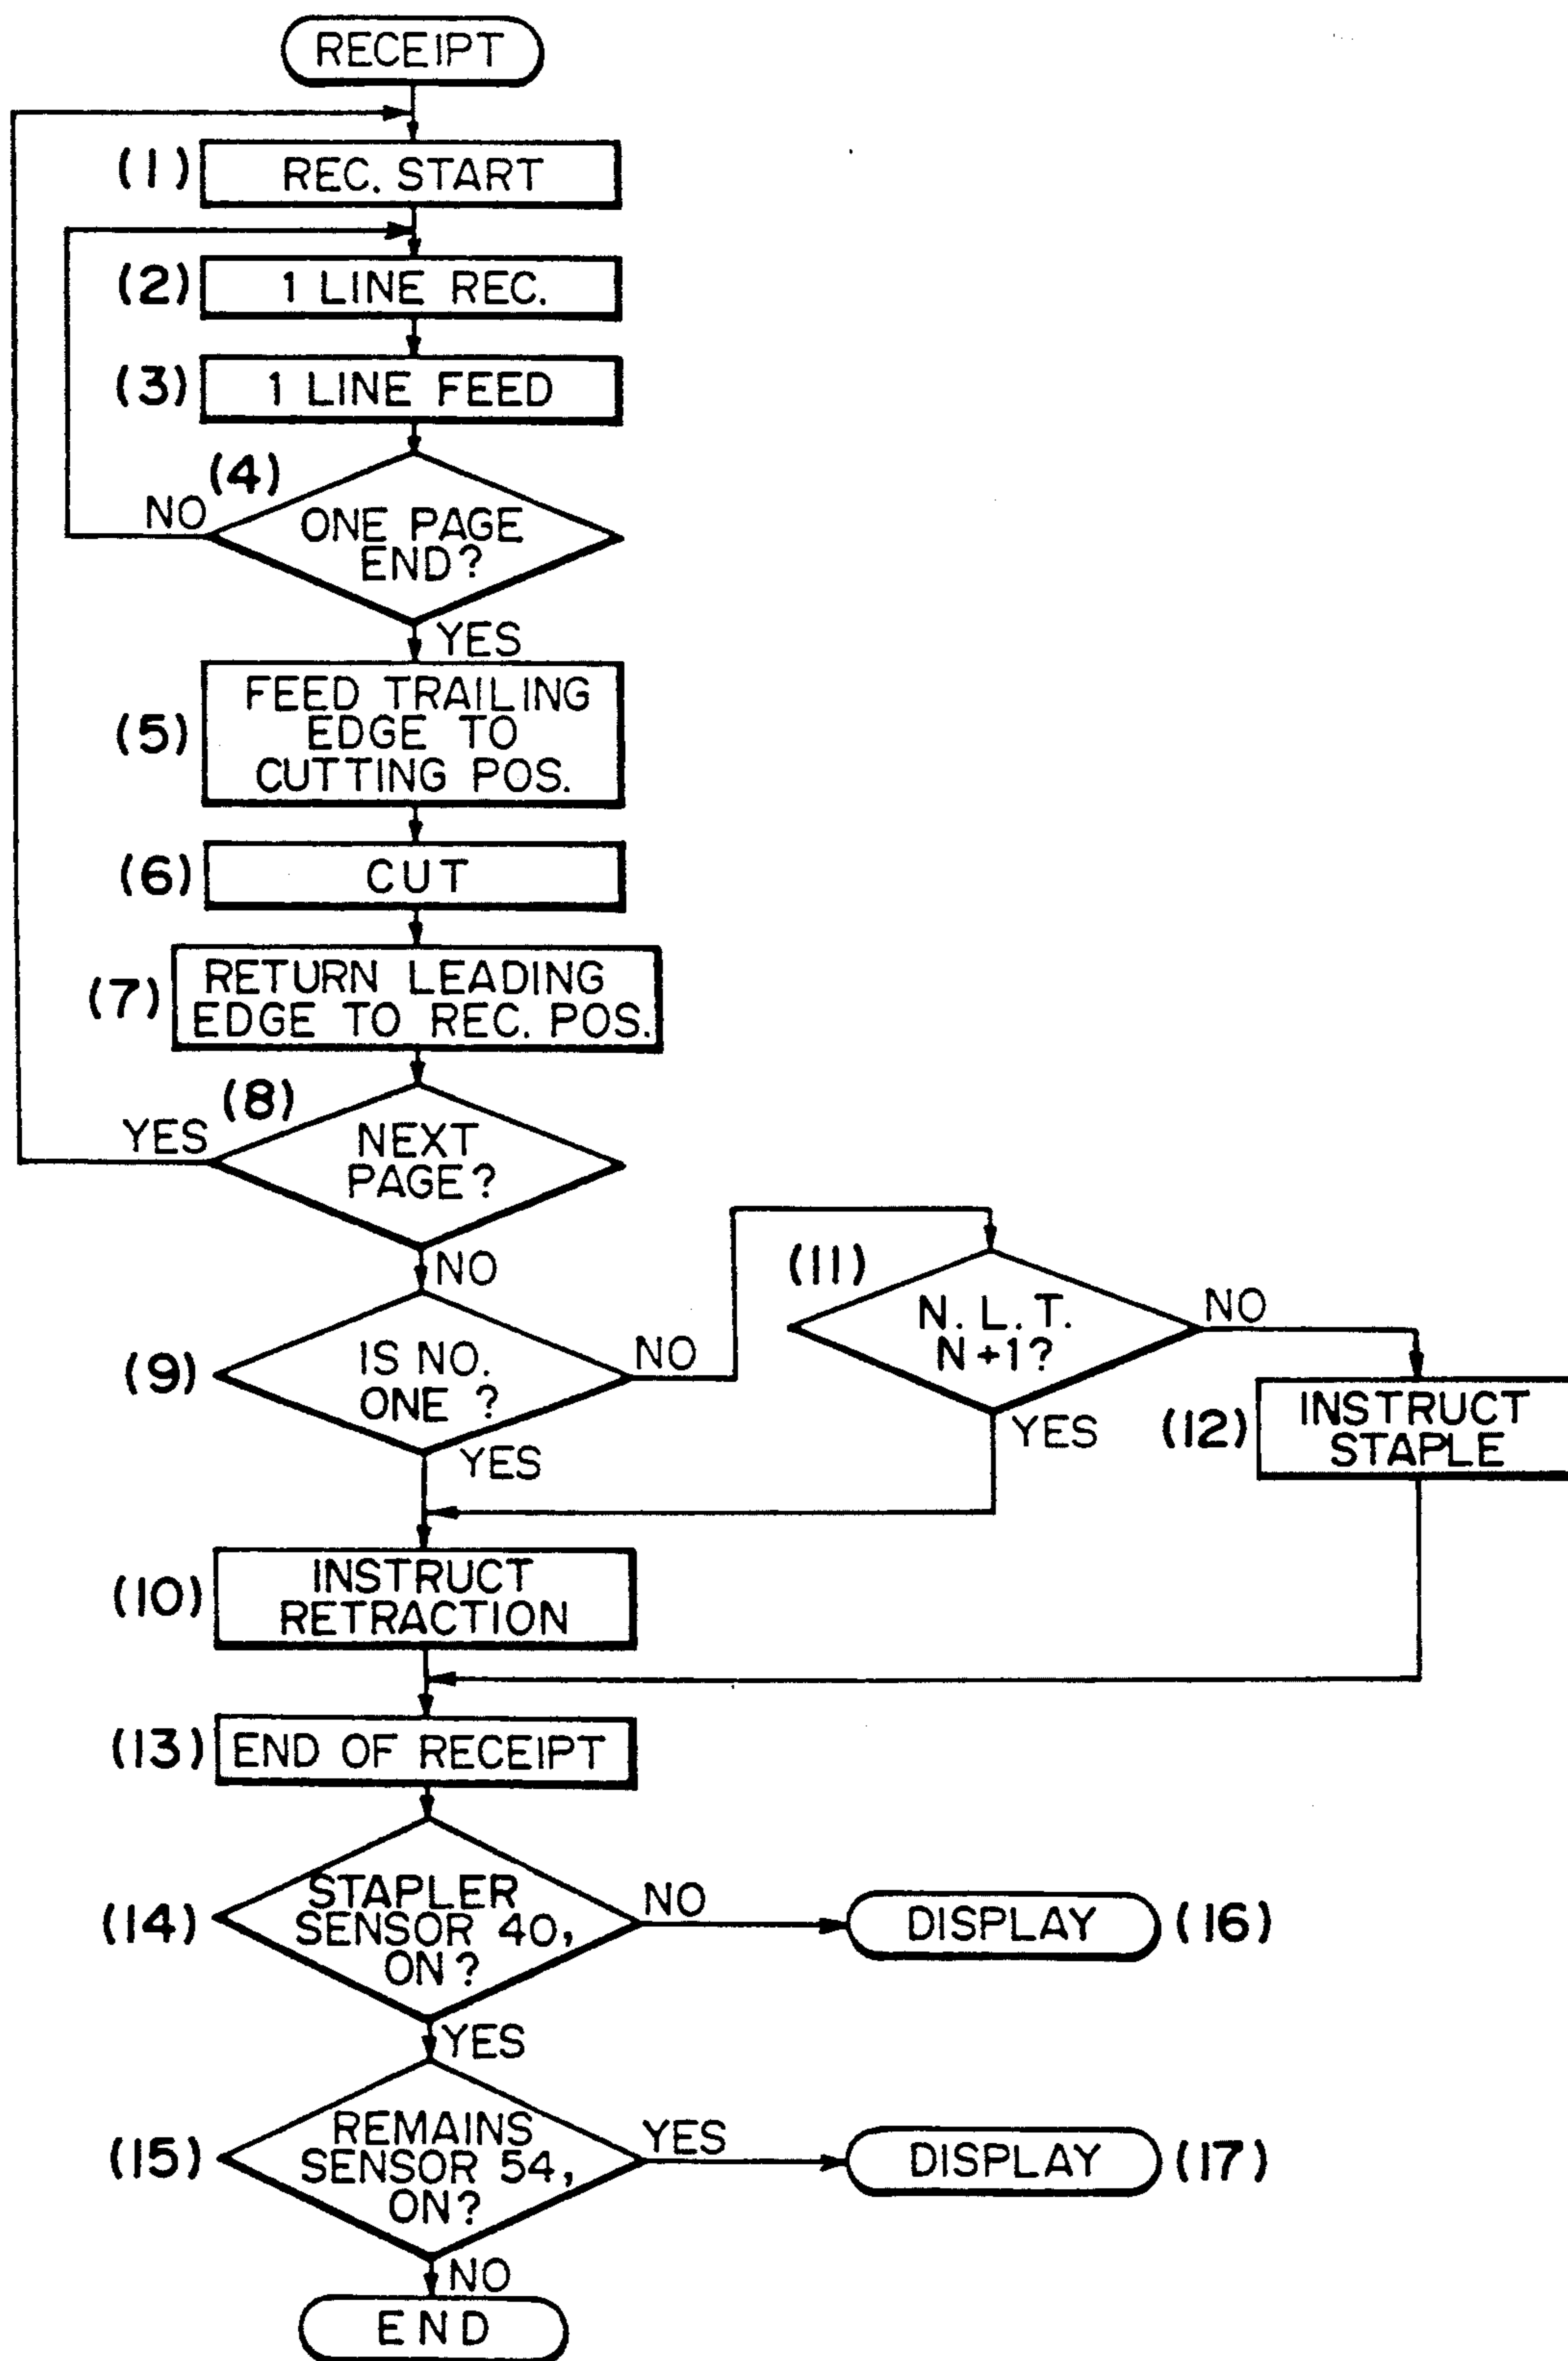 RECEIPT
(1) REC. START
(2) 1 LINE REC.
(3) 1 LINE FEED
(4)
NO
ONE PAGE
END?
YES
(5)
FEED TRAILING
EDGE TO
CUTTING POS.
(6) CUT
(7)
RETURN LEADING
EDGE TO REC. POS.
(8)
YES
NEXT
PAGE?
NO
(9)
IS NO.
ONE ?
NO
YES
(11)
N. L. T.
N+1?
NO
YES
(12)
INSTRUCT
STAPLE
(10)
INSTRUCT
RETRACTION
(13) END OF RECEIPT
(14)
STAPLER
SENSOR 40,
ON?
NO
DISPLAY (16)
YES
(15)
REMAINS
SENSOR 54,
ON?
YES
DISPLAY (17)
NO
END